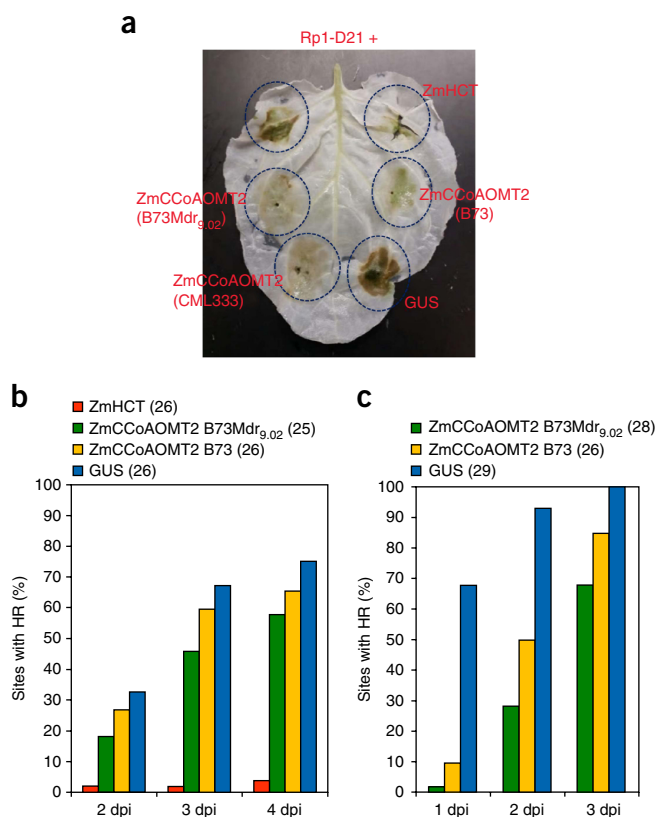 a
Rp1-D21 +
ZmHCT
ZmCCoAOMT2
(B73Mdr9.02)
ZmCCoAOMT2
(B73)
ZmCCoAOMT2
(CML333)
GUS
b
ZmHCT (26)
ZmCCoAOMT2 B73Mdr9.02 (25)
ZmCCoAOMT2 B73 (26)
GUS (26)
100
90
80
70
60
50
40
30
20
10
0
Sites with HR (%)
2 dpi
3 dpi
4 dpi
c
ZmCCoAOMT2 B73Mdr9.02 (28)
ZmCCoAOMT2 B73 (26)
GUS (29)
100
90
80
70
60
50
40
30
20
10
0
Sites with HR (%)
1 dpi
2 dpi
3 dpi